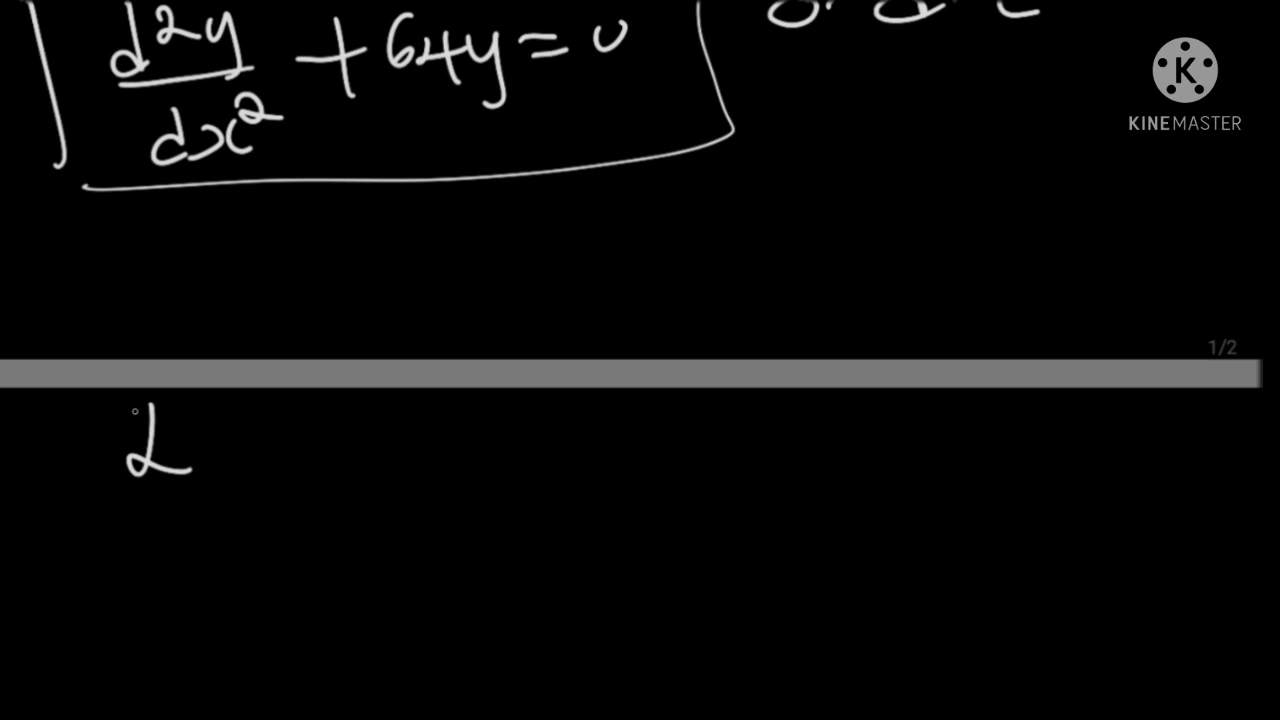 d²y/dx² + 64y = 0
K
KINEMASTER
1/2